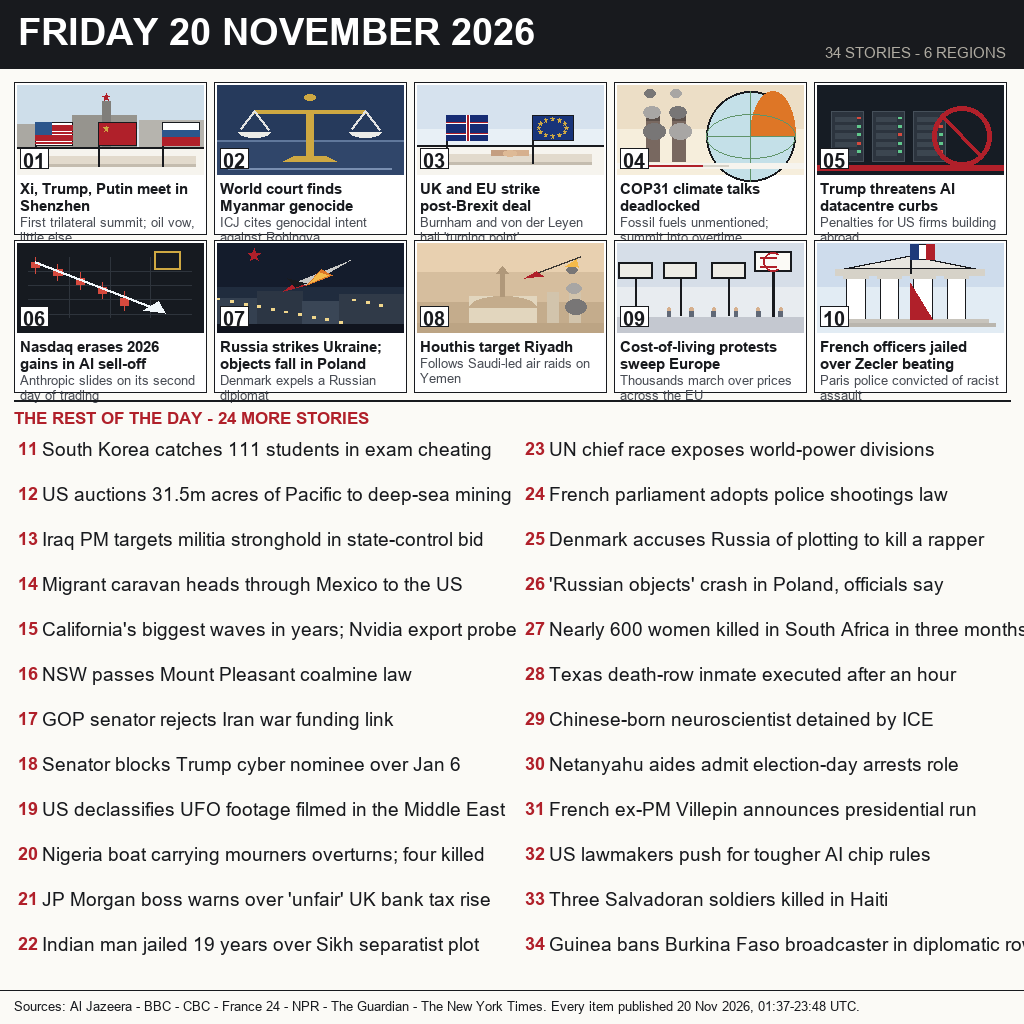 FRIDAY 20 NOVEMBER 2026
34 STORIES - 6 REGIONS
01
Xi, Trump, Putin meet in
Shenzhen
First trilateral summit; oil vow,
little else
02
World court finds
Myanmar genocide
ICJ cites genocidal intent
against Rohingya
03
UK and EU strike
post-Brexit deal
Burnham and von der Leyen
hail 'turning point'
04
COP31 climate talks
deadlocked
Fossil fuels unmentioned;
summit into overtime
05
Trump threatens AI
datacentre curbs
Penalties for US firms building
abroad
06
Nasdaq erases 2026
gains in AI sell-off
Anthropic slides on its second
day of trading
07
Russia strikes Ukraine;
objects fall in Poland
Denmark expels a Russian
diplomat
08
Houthis target Riyadh
Follows Saudi-led air raids on
Yemen
09
Cost-of-living protests
sweep Europe
Thousands march over prices
across the EU
10
French officers jailed
over Zecler beating
Paris police convicted of racist
assault
THE REST OF THE DAY - 24 MORE STORIES
11 South Korea catches 111 students in exam cheating
12 US auctions 31.5m acres of Pacific to deep-sea mining
13 Iraq PM targets militia stronghold in state-control bid
14 Migrant caravan heads through Mexico to the US
15 California's biggest waves in years; Nvidia export probe
16 NSW passes Mount Pleasant coalmine law
17 GOP senator rejects Iran war funding link
18 Senator blocks Trump cyber nominee over Jan 6
19 US declassifies UFO footage filmed in the Middle East
20 Nigeria boat carrying mourners overturns; four killed
21 JP Morgan boss warns over 'unfair' UK bank tax rise
22 Indian man jailed 19 years over Sikh separatist plot
23 UN chief race exposes world-power divisions
24 French parliament adopts police shootings law
25 Denmark accuses Russia of plotting to kill a rapper
26 'Russian objects' crash in Poland, officials say
27 Nearly 600 women killed in South Africa in three months
28 Texas death-row inmate executed after an hour
29 Chinese-born neuroscientist detained by ICE
30 Netanyahu aides admit election-day arrests role
31 French ex-PM Villepin announces presidential run
32 US lawmakers push for tougher AI chip rules
33 Three Salvadoran soldiers killed in Haiti
34 Guinea bans Burkina Faso broadcaster in diplomatic row
Sources: Al Jazeera - BBC - CBC - France 24 - NPR - The Guardian - The New York Times. Every item published 20 Nov 2026, 01:37-23:48 UTC.